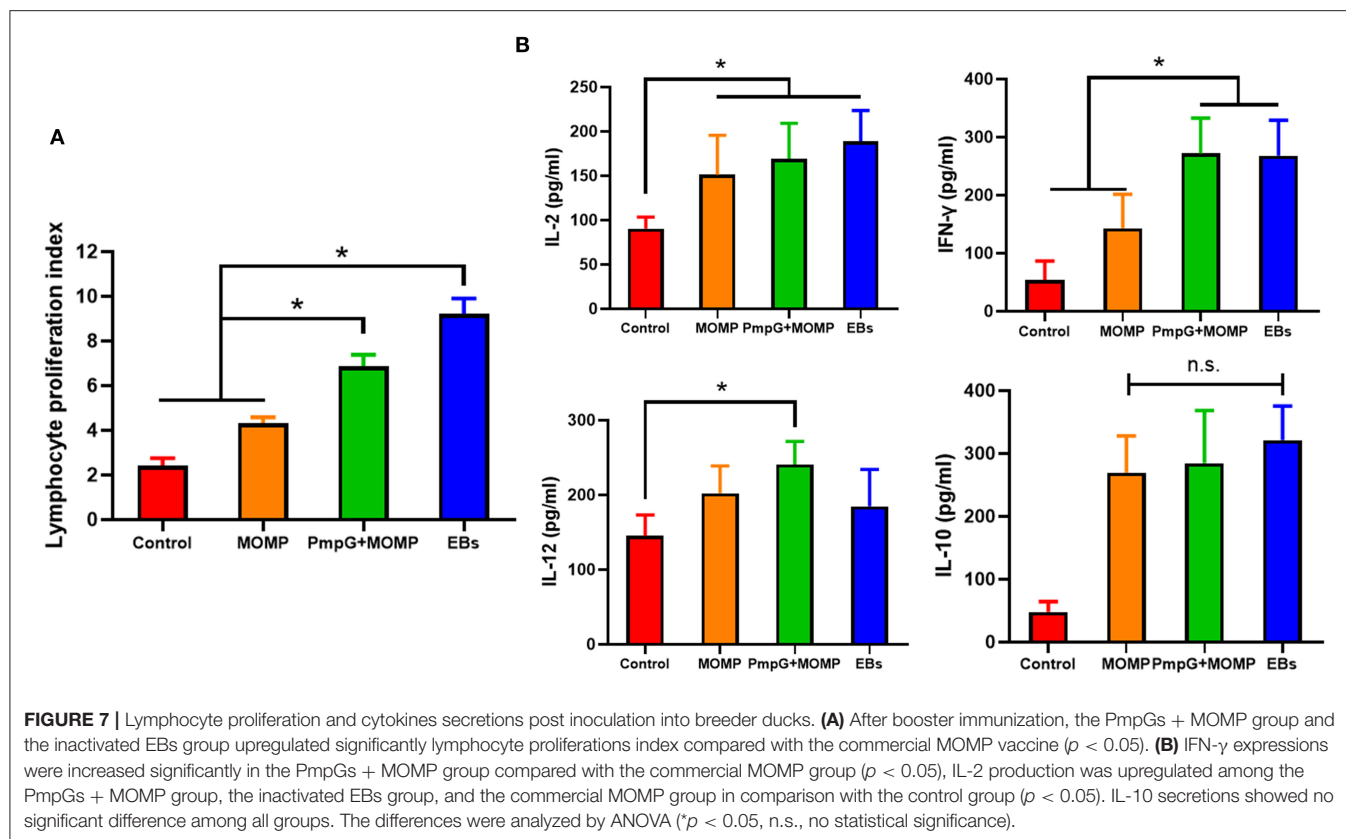 A
Lymphocyte proliferation index
12
10
8
6
4
2
0
*
*
Control MOMP PmpG+MOMP EBs
B
IL-2 (pg/ml)
250
200
150
100
50
0
*
Control MOMP PmpG+MOMP EBs
IFN-γ (pg/ml)
400
300
200
100
0
*
Control MOMP PmpG+MOMP EBs
IL-12 (pg/ml)
300
200
100
0
*
Control MOMP PmpG+MOMP EBs
IL-10 (pg/ml)
400
300
200
100
0
n.s.
Control MOMP PmpG+MOMP EBs
FIGURE 7 | Lymphocyte proliferation and cytokines secretions post inoculation into breeder ducks. (A) After booster immunization, the PmpGs + MOMP group and
the inactivated EBs group upregulated significantly lymphocyte proliferations index compared with the commercial MOMP vaccine (p < 0.05). (B) IFN-γ expressions
were increased significantly in the PmpGs + MOMP group compared with the commercial MOMP group (p < 0.05), IL-2 production was upregulated among the
PmpGs + MOMP group, the inactivated EBs group, and the commercial MOMP group in comparison with the control group (p < 0.05). IL-10 secretions showed no
significant difference among all groups. The differences were analyzed by ANOVA (*p < 0.05, n.s., no statistical significance).